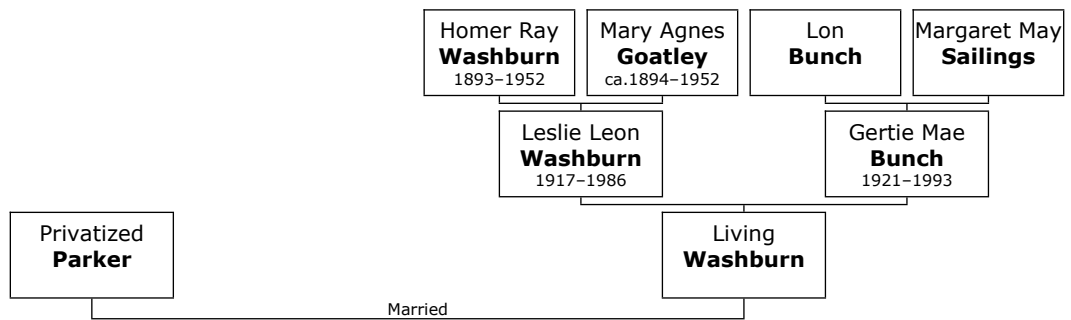 Homer Ray
Washburn
1893–1952
Mary Agnes
Goatley
ca.1894–1952
Lon
Bunch
Margaret May
Sailings
Leslie Leon
Washburn
1917–1986
Gertie Mae
Bunch
1921–1993
Privatized
Parker
Living
Washburn
Married